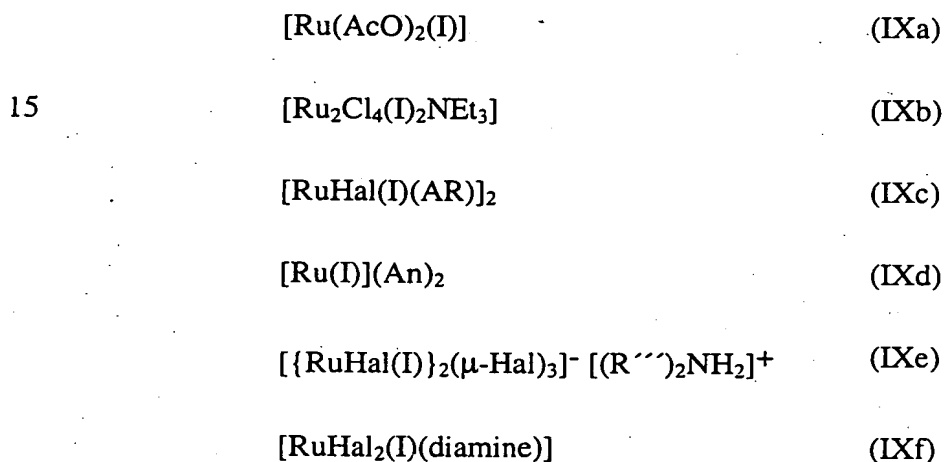 [Ru(AcO)₂(I)] (IXa)
15 [Ru₂Cl₄(I)₂NEt₃] (IXb)
[RuHal(I)(AR)]₂ (IXc)
[Ru(I)](An)₂ (IXd)
[{RuHal(I)}₂(μ-Hal)₃]⁻ [(R´´´)₂NH₂]⁺ (IXe)
[RuHal₂(I)(diamine)] (IXf)